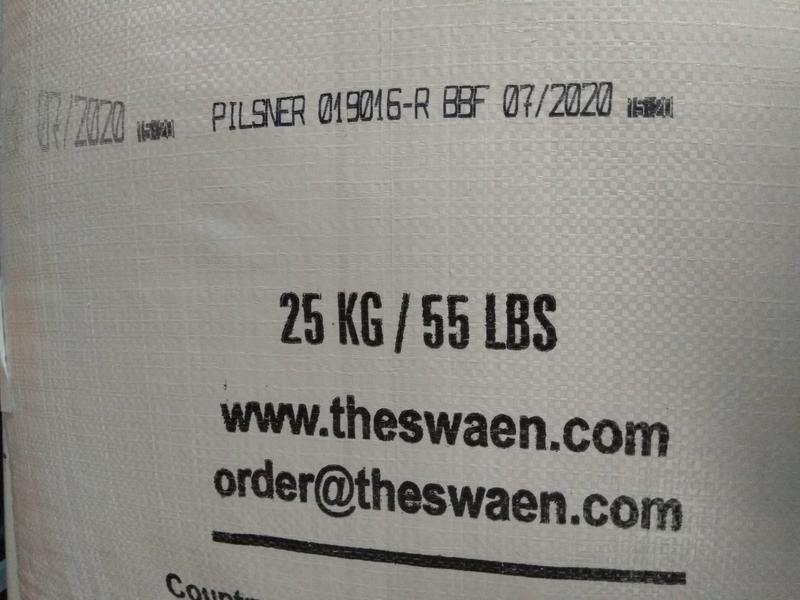 07/2020 PILSNER 019016-R BBF 07/2020
25 KG / 55 LBS
www.theswaen.com
order@theswaen.com